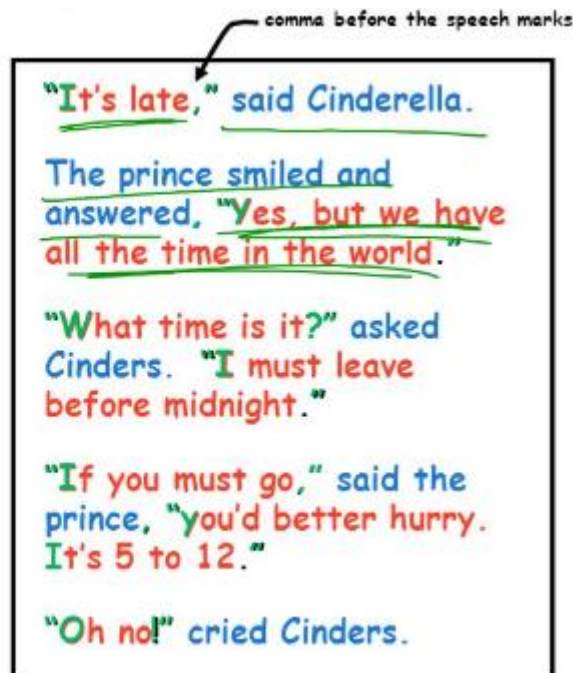 comma before the speech marks
"It's late," said Cinderella.
The prince smiled and
answered, "Yes, but we have
all the time in the world."
"What time is it?" asked
Cinders.  "I must leave
before midnight."
"If you must go," said the
prince, "you'd better hurry.
It's 5 to 12."
"Oh no!" cried Cinders.